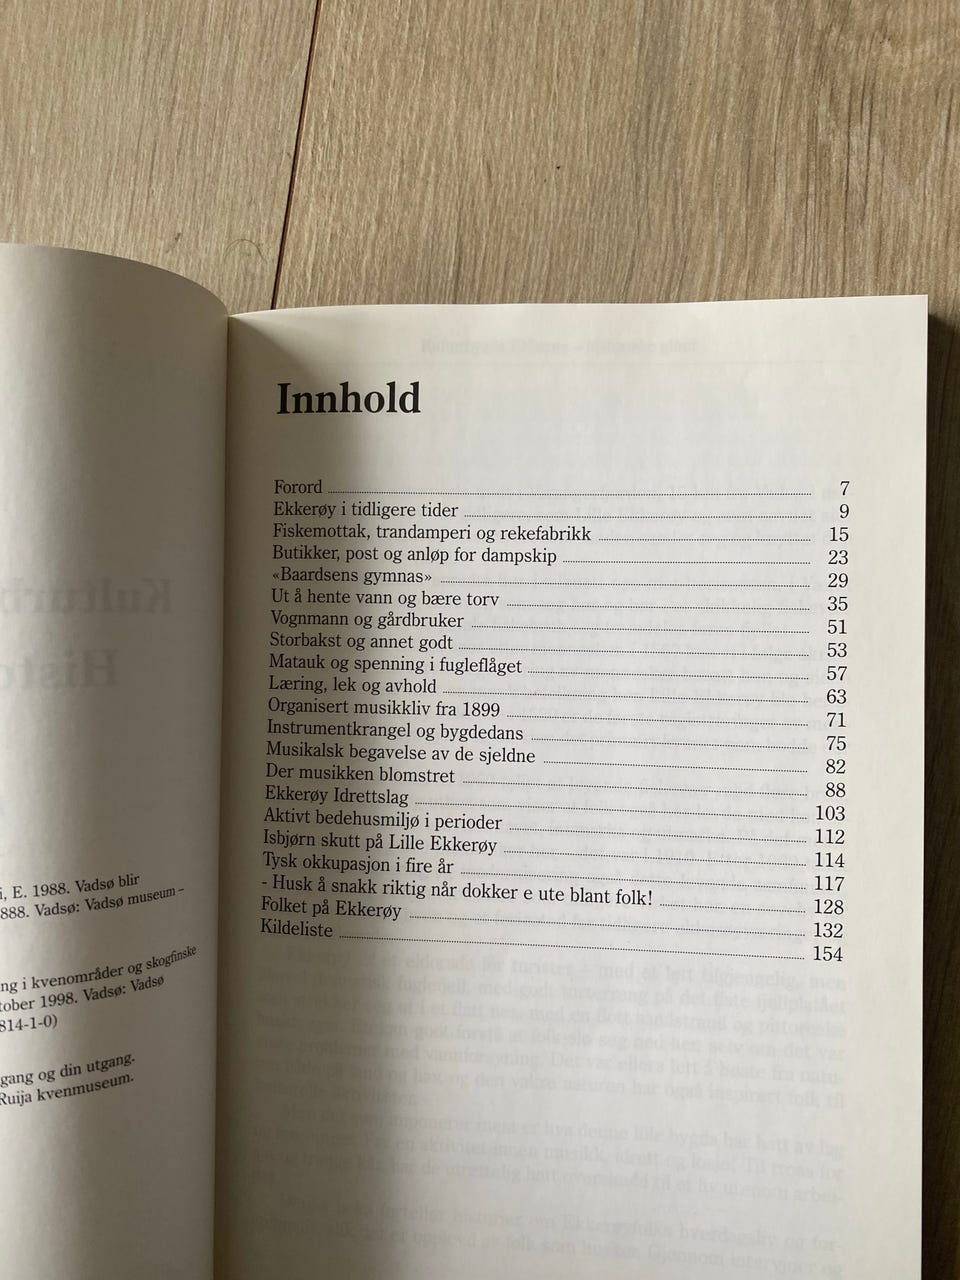 i, E. 1988. Vadsø blir
888. Vadsø: Vadsø museum –
ng i kvenområder og skogfinske
tober 1998. Vadsø: Vadsø
814-1-0)
gang og din utgang.
Ruija kvenmuseum.
Innhold
Forord 7
Ekkerøy i tidligere tider 9
Fiskemottak, trandamperi og rekefabrikk 15
Butikker, post og anløp for dampskip 23
«Baardsens gymnas» 29
Ut å hente vann og bære torv 35
Vognmann og gårdbruker 51
Storbakst og annet godt 53
Matauk og spenning i fugleflåget 57
Læring, lek og avhold 63
Organisert musikkliv fra 1899 71
Instrumentkrangel og bygdedans 75
Musikalsk begavelse av de sjeldne 82
Der musikken blomstret 88
Ekkerøy Idrettslag 103
Aktivt bedehusmiljø i perioder 112
Isbjørn skutt på Lille Ekkerøy 114
Tysk okkupasjon i fire år 117
- Husk å snakk riktig når dokker e ute blant folk! 128
Folket på Ekkerøy 132
Kildeliste 154